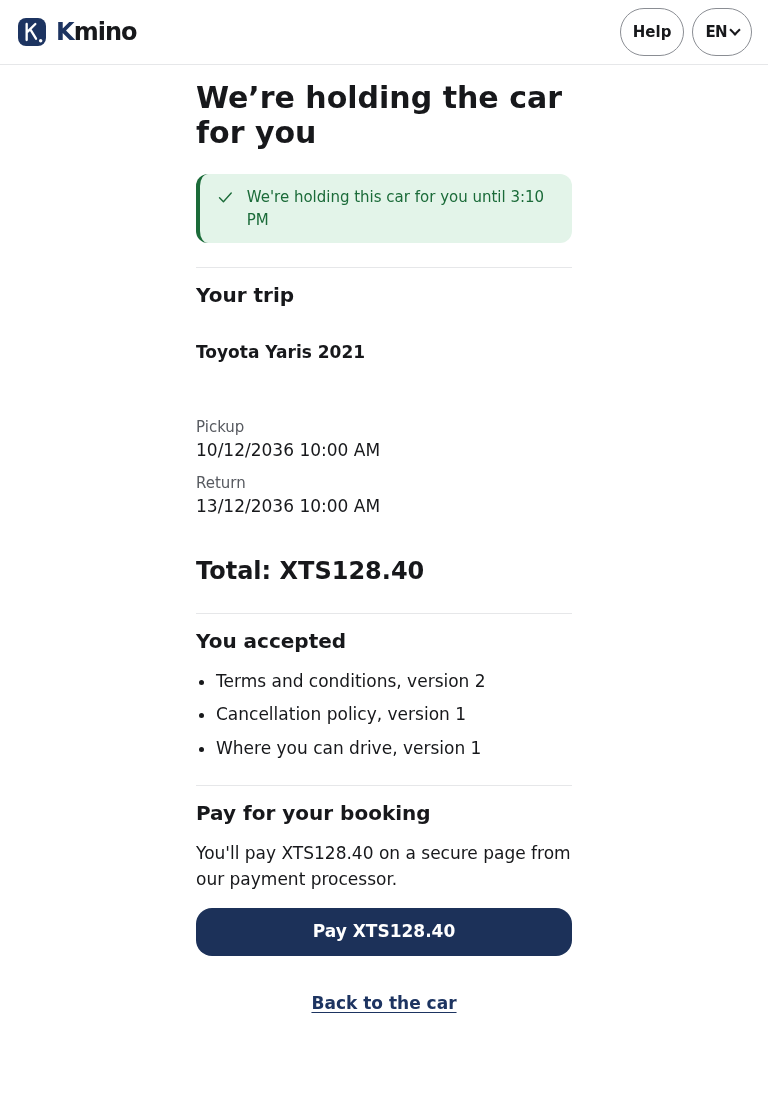 Kmino
Help
EN
We’re holding the car
for you
We're holding this car for you until 3:10
PM
Your trip
Toyota Yaris 2021
Pickup
10/12/2036 10:00 AM
Return
13/12/2036 10:00 AM
Total: XTS128.40
You accepted
• Terms and conditions, version 2
• Cancellation policy, version 1
• Where you can drive, version 1
Pay for your booking
You'll pay XTS128.40 on a secure page from
our payment processor.
Pay XTS128.40
Back to the car